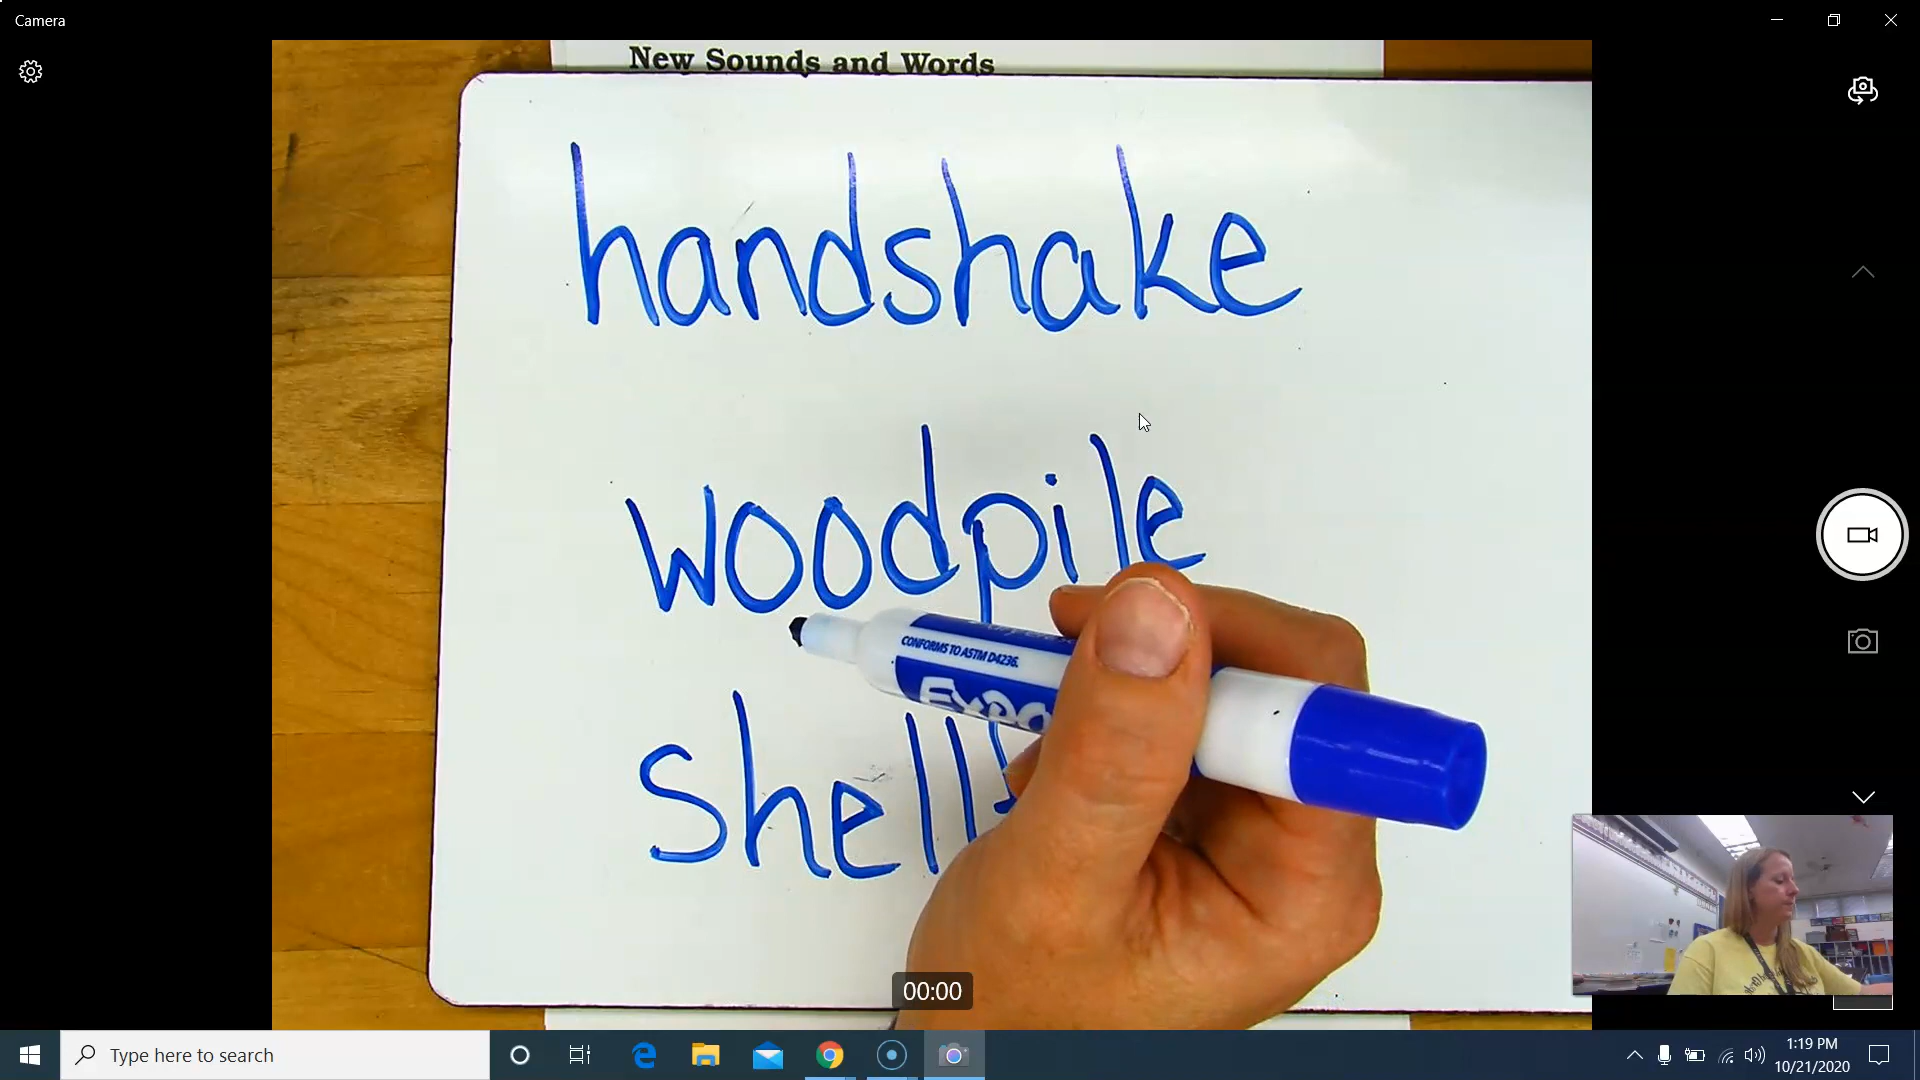 Camera
New Sounds and Words
handshake
woodpile
CONFORMS TO ASTM D4236.
EXPO
shell
00:00
Type here to search
1:19 PM
10/21/2020